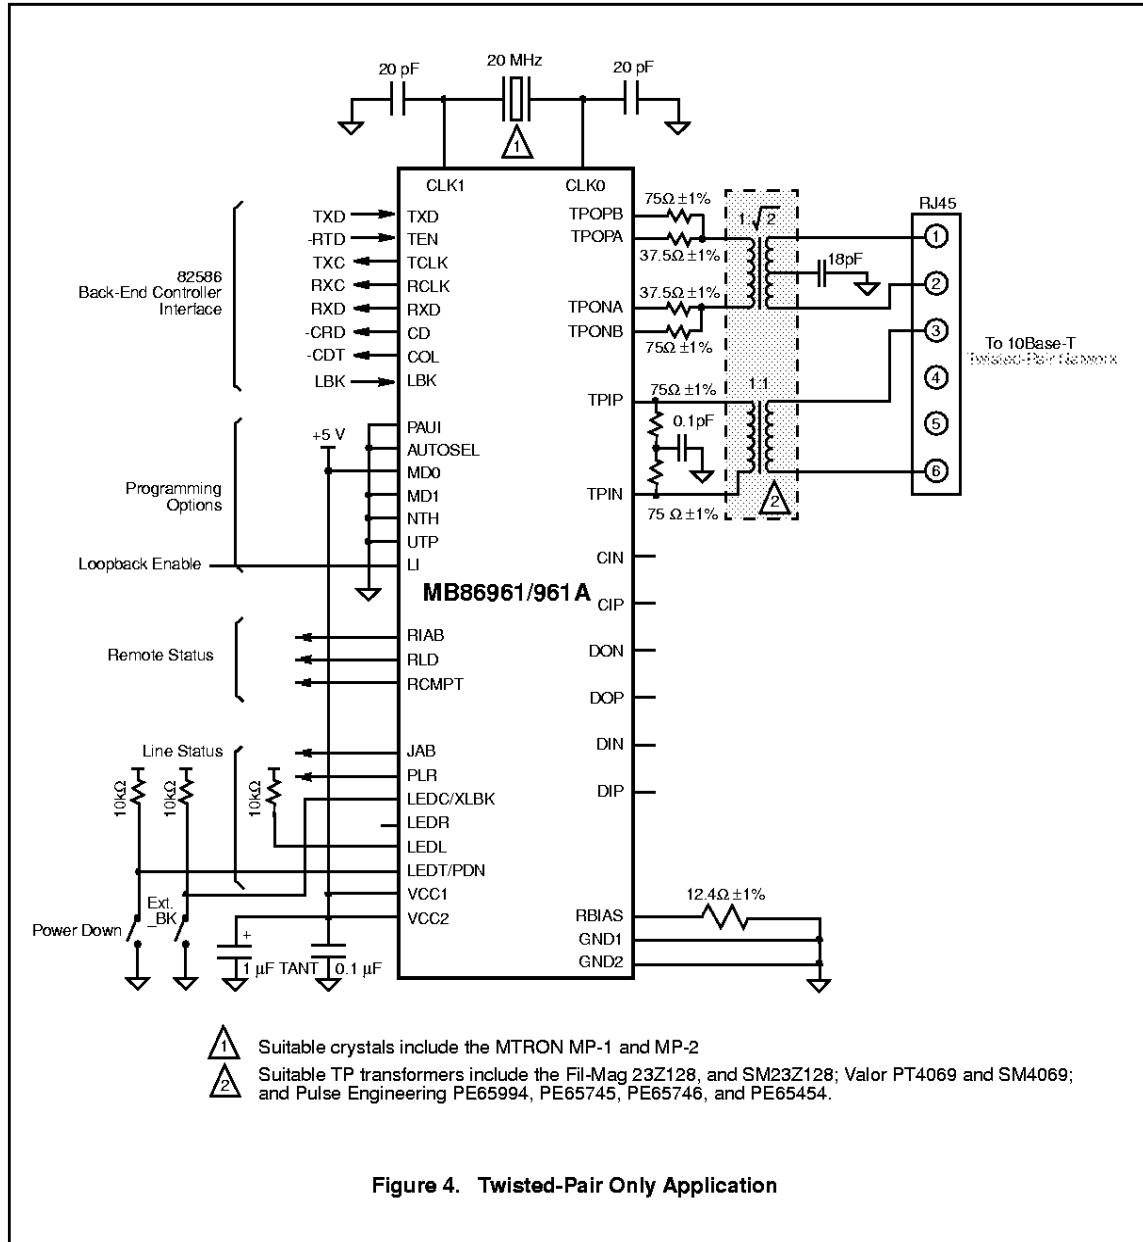 20 pF
20 MHz
20 pF
1
CLK1
CLK0
82586
Back-End Controller
Interface
TXD TXD
-RTD TEN
TXC TCLK
RXC RCLK
RXD RXD
-CRD CD
-CDT COL
LBK LBK
TPOPB
75Ω ±1%
TPOPA
37.5Ω ±1%
TPONA
37.5Ω ±1%
TPONB
75Ω ±1%
1:√2
18pF
RJ45
1
2
3
4
5
6
To 10Base-T
Twisted-Pair Network
TPIP
75Ω ±1%
0.1pF
1:1
TPIN
75 Ω ±1%
2
Programming
Options
+5 V
PAUI
AUTOSEL
MD0
MD1
NTH
UTP
Loopback Enable
LI
MB86961/961A
CIN
CIP
DON
DOP
DIN
DIP
Remote Status
RIAB
RLD
RCMPT
Line Status
JAB
PLR
LEDC/XLBK
LEDR
LEDL
LEDT/PDN
VCC1
VCC2
10kΩ
10kΩ
10kΩ
Power Down
Ext.
_BK
+
1 µF TANT
0.1 µF
RBIAS
12.4Ω ±1%
GND1
GND2
1 Suitable crystals include the MTRON MP-1 and MP-2
2 Suitable TP transformers include the Fil-Mag 23Z128, and SM23Z128; Valor PT4069 and SM4069;
and Pulse Engineering PE65994, PE65745, PE65746, and PE65454.
Figure 4. Twisted-Pair Only Application